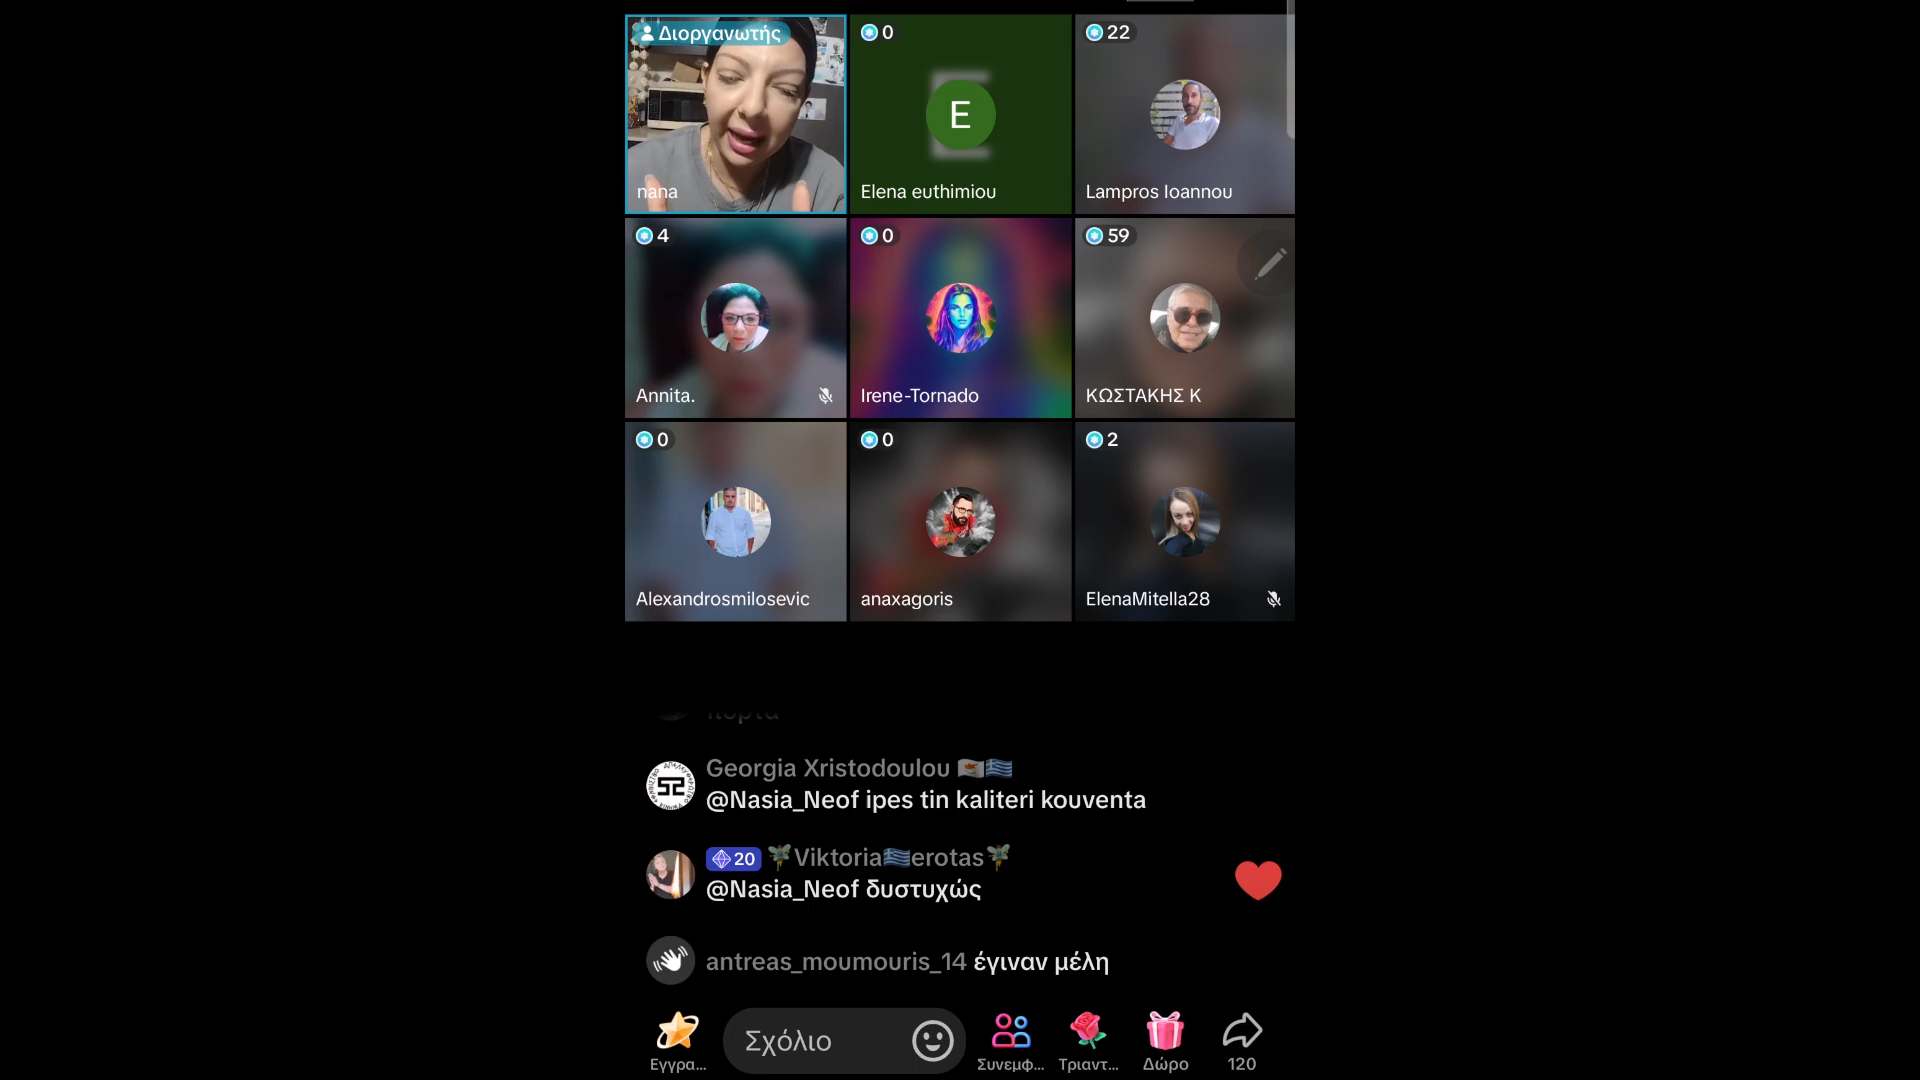 Διοργανωτής
nana
0
E
Elena euthimiou
22
Lampros Ioannou
4
Annita.
0
Irene-Tornado
59
ΚΩΣΤΑΚΗΣ Κ
0
Alexandrosmilosevic
0
anaxagoris
2
ElenaMitella28
Georgia Xristodoulou
@Nasia_Neof ipes tin kaliteri kouventa
20 Viktoria erotas
@Nasia_Neof δυστυχώς
antreas_moumouris_14 έγιναν μέλη
Σχόλιο
Εγγρα... Συνεμφ... Τριαντ... Δώρο 120